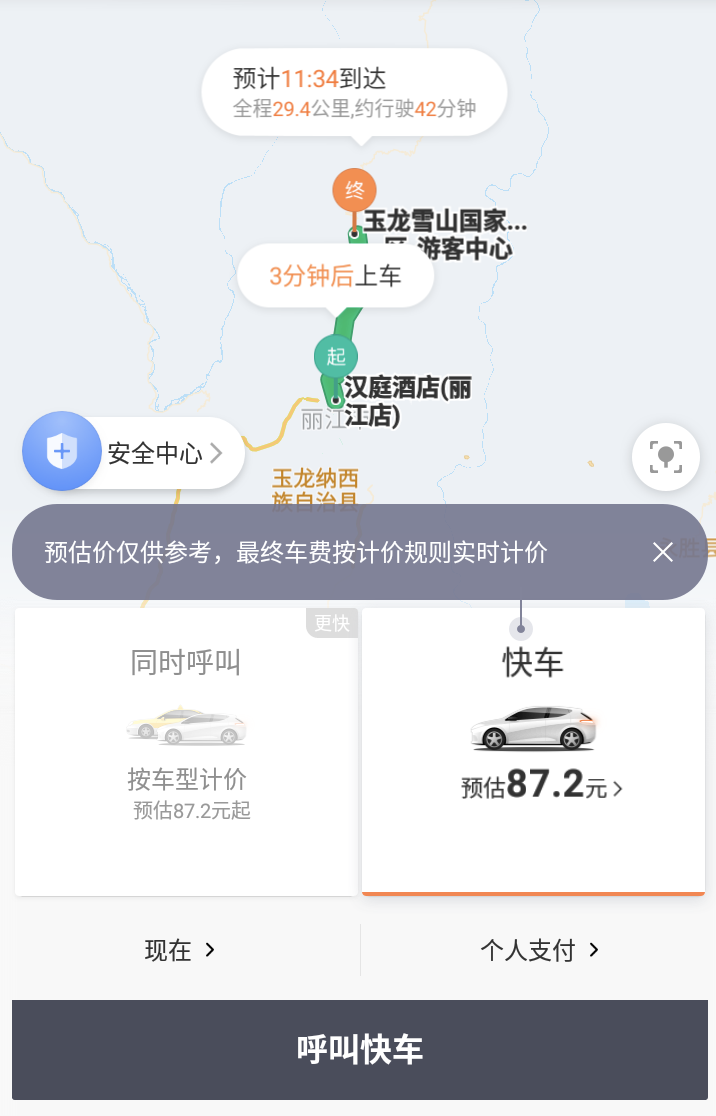 预计11:34到达
全程29.4公里,约行驶42分钟
终
玉龙雪山国家...
区-游客中心
3分钟后上车
起
汉庭酒店(丽
江店)
丽江
安全中心
玉龙纳西
族自治县
预估价仅供参考，最终车费按计价规则实时计价
更快
同时呼叫
按车型计价
预估87.2元起
快车
预估87.2元
现在
个人支付
呼叫快车